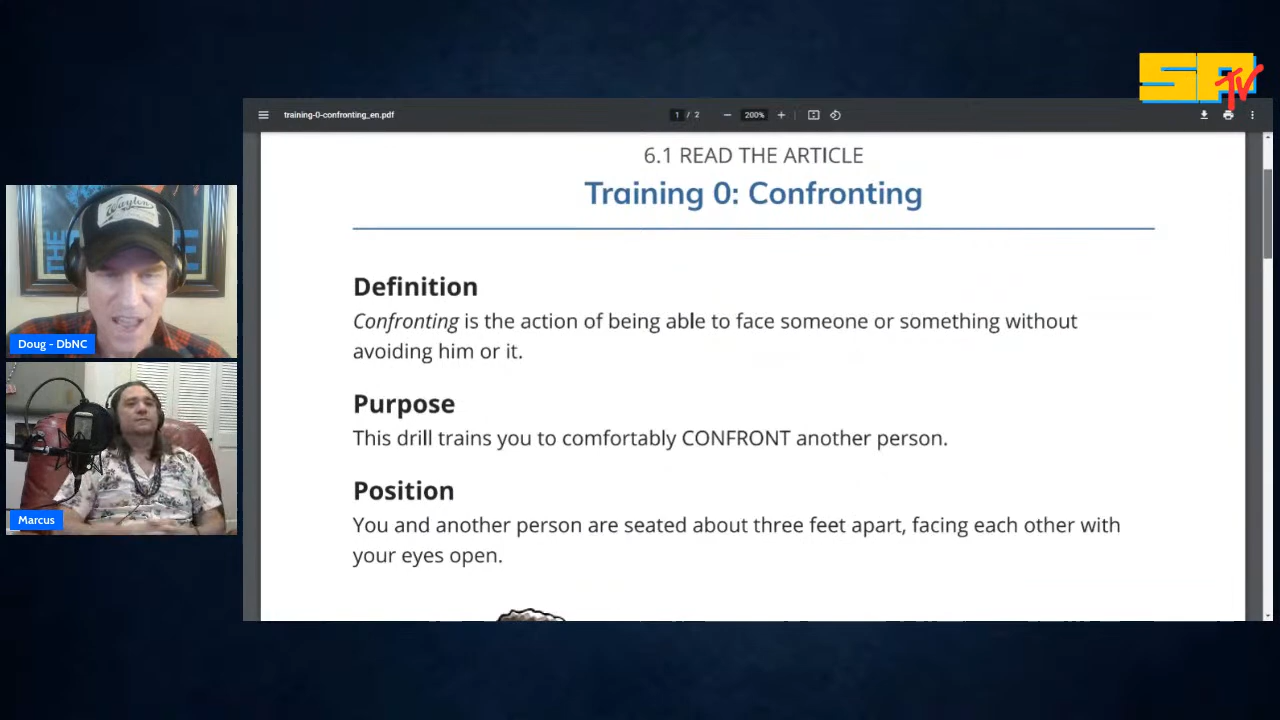 SPTV
training-0-confronting_en.pdf
1 / 2
200%
6.1 READ THE ARTICLE
Training 0: Confronting
Definition
Confronting is the action of being able to face someone or something without
avoiding him or it.
Purpose
This drill trains you to comfortably CONFRONT another person.
Position
You and another person are seated about three feet apart, facing each other with
your eyes open.
Waylon
THE
Doug - DbNC
Marcus